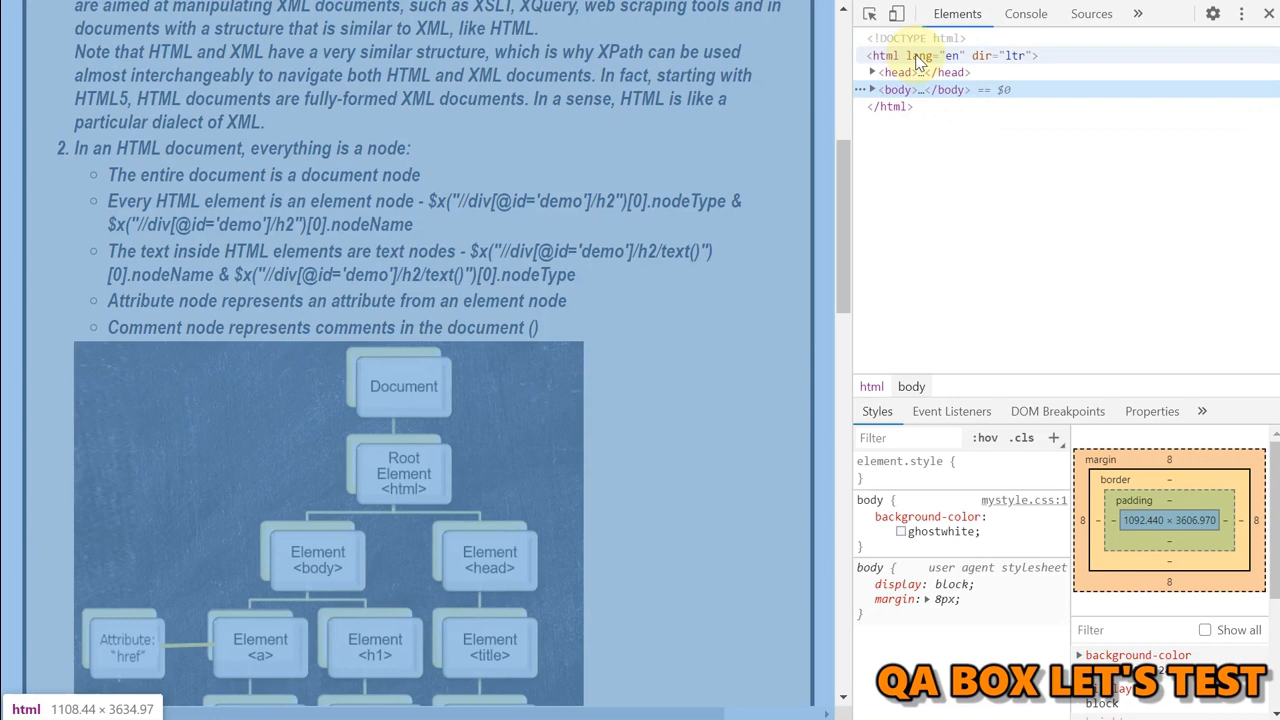 are aimed at manipulating XML documents, such as XSLT, XQuery, web scraping tools and in
documents with a structure that is similar to XML, like HTML.
Note that HTML and XML have a very similar structure, which is why XPath can be used
almost interchangeably to navigate both HTML and XML documents. In fact, starting with
HTML5, HTML documents are fully-formed XML documents. In a sense, HTML is like a
particular dialect of XML.
2. In an HTML document, everything is a node:
The entire document is a document node
Every HTML element is an element node - $x("//div[@id='demo']/h2")[0].nodeType &
$x("//div[@id='demo']/h2")[0].nodeName
The text inside HTML elements are text nodes - $x("//div[@id='demo']/h2/text()")
[0].nodeName & $x("//div[@id='demo']/h2/text()")[0].nodeType
Attribute node represents an attribute from an element node
Comment node represents comments in the document ()
Document
Root
Element
<html>
Element
<body>
Element
<head>
Attribute:
"href"
Element
<a>
Element
<h1>
Element
<title>
html 1108.44 × 3634.97
Elements Console Sources »
<!DOCTYPE html>
<html lang="en" dir="ltr">
<head>…</head>
<body>…</body> == $0
</html>
html body
Styles Event Listeners DOM Breakpoints Properties »
Filter :hov .cls +
element.style {
}
body { mystyle.css:1
background-color:
ghostwhite;
}
body { user agent stylesheet
display: block;
margin: 8px;
}
margin 8
border -
padding -
8 - - 1092.440 × 3606.970 - - 8
-
-
8
Filter Show all
background-color
display
block
QA BOX LET'S TEST